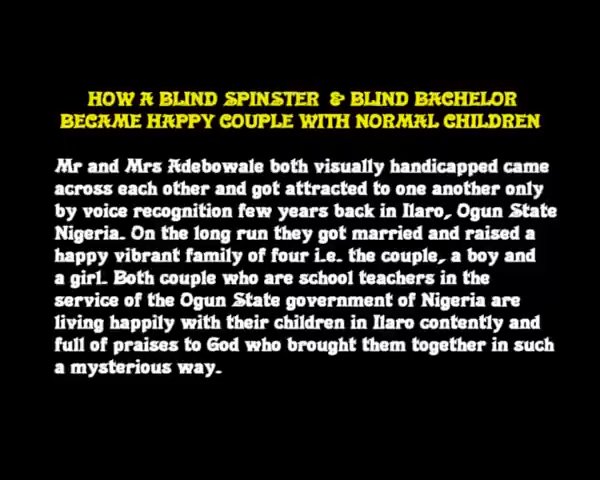 HOW A BLIND SPINSTER & BLIND BACHELOR
BECAME HAPPY COUPLE WITH NORMAL CHILDREN
Mr and Mrs Adebowale both visually handicapped came
across each other and got attracted to one another only
by voice recognition few years back in Ilaro, Ogun State
Nigeria. On the long run they got married and raised a
happy vibrant family of four i.e. the couple, a boy and
a girl. Both couple who are school teachers in the
service of the Ogun State government of Nigeria are
living happily with their children in Ilaro contently and
full of praises to God who brought them together in such
a mysterious way.